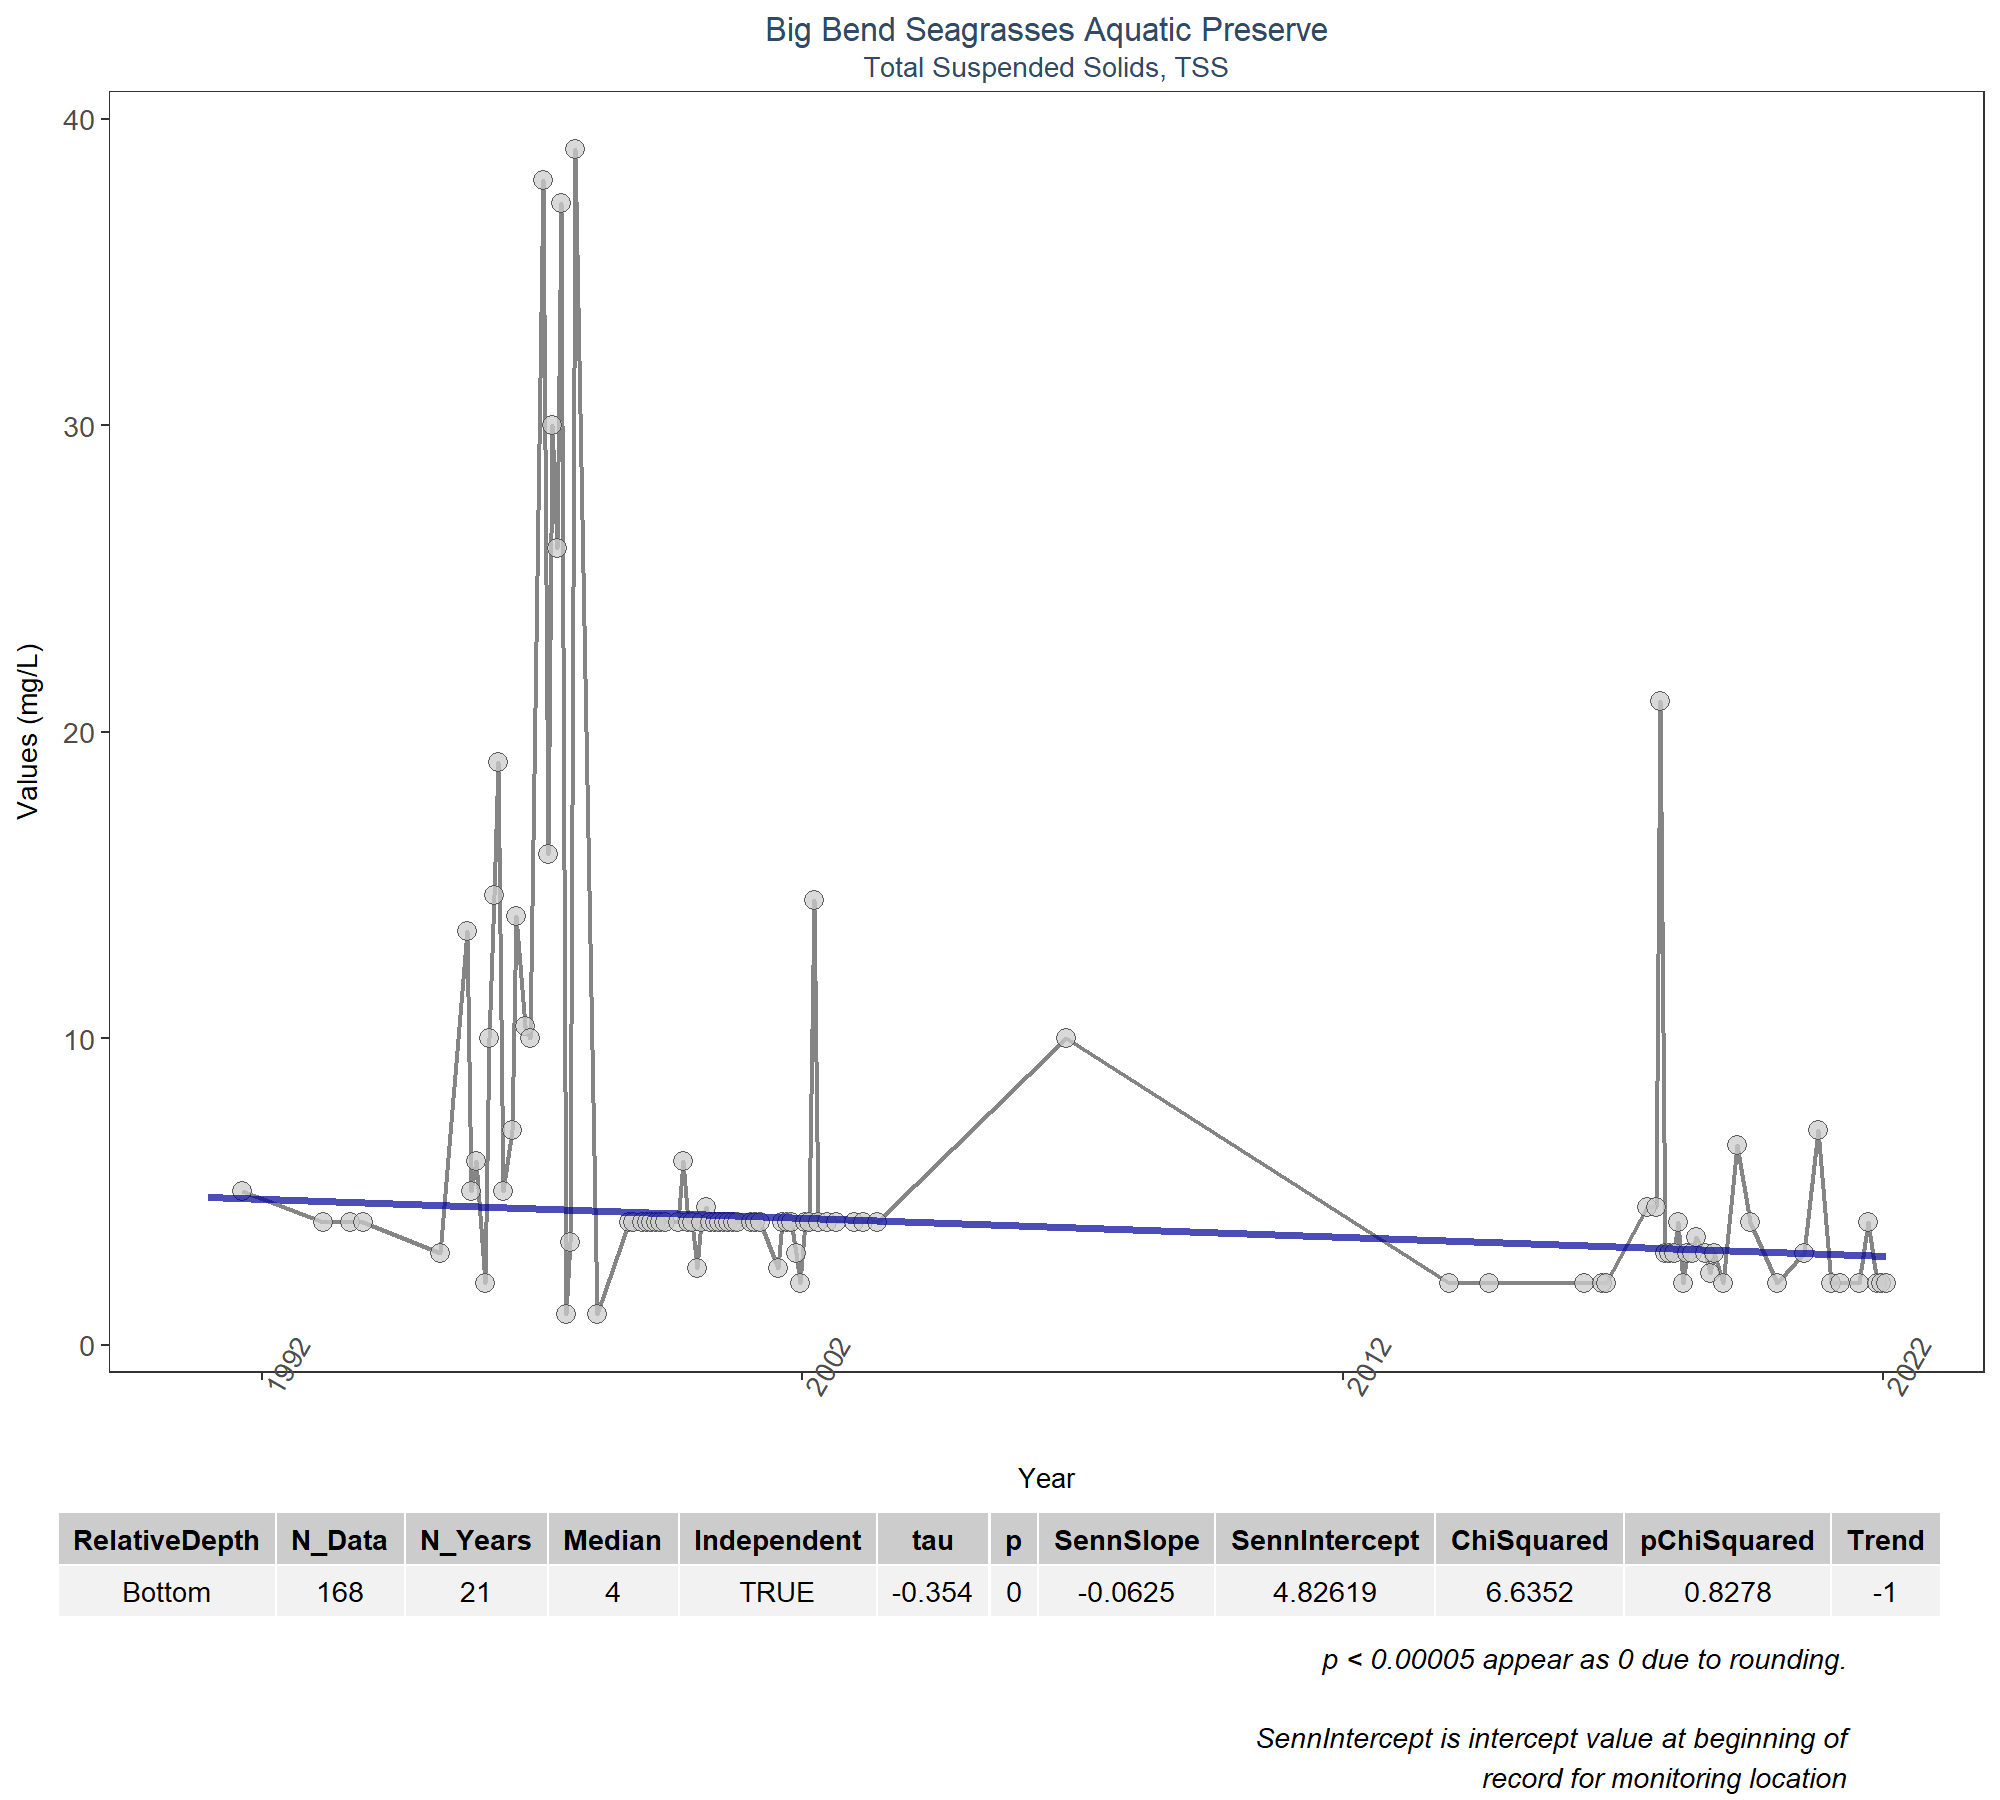 Big Bend Seagrasses Aquatic Preserve
Total Suspended Solids, TSS
Values (mg/L)
40
30
20
10
0
1992
2002
2012
2022
Year
RelativeDepth N_Data N_Years Median Independent tau p SennSlope SennIntercept ChiSquared pChiSquared Trend
Bottom 168 21 4 TRUE -0.354 0 -0.0625 4.82619 6.6352 0.8278 -1
p < 0.00005 appear as 0 due to rounding.
SennIntercept is intercept value at beginning of
record for monitoring location